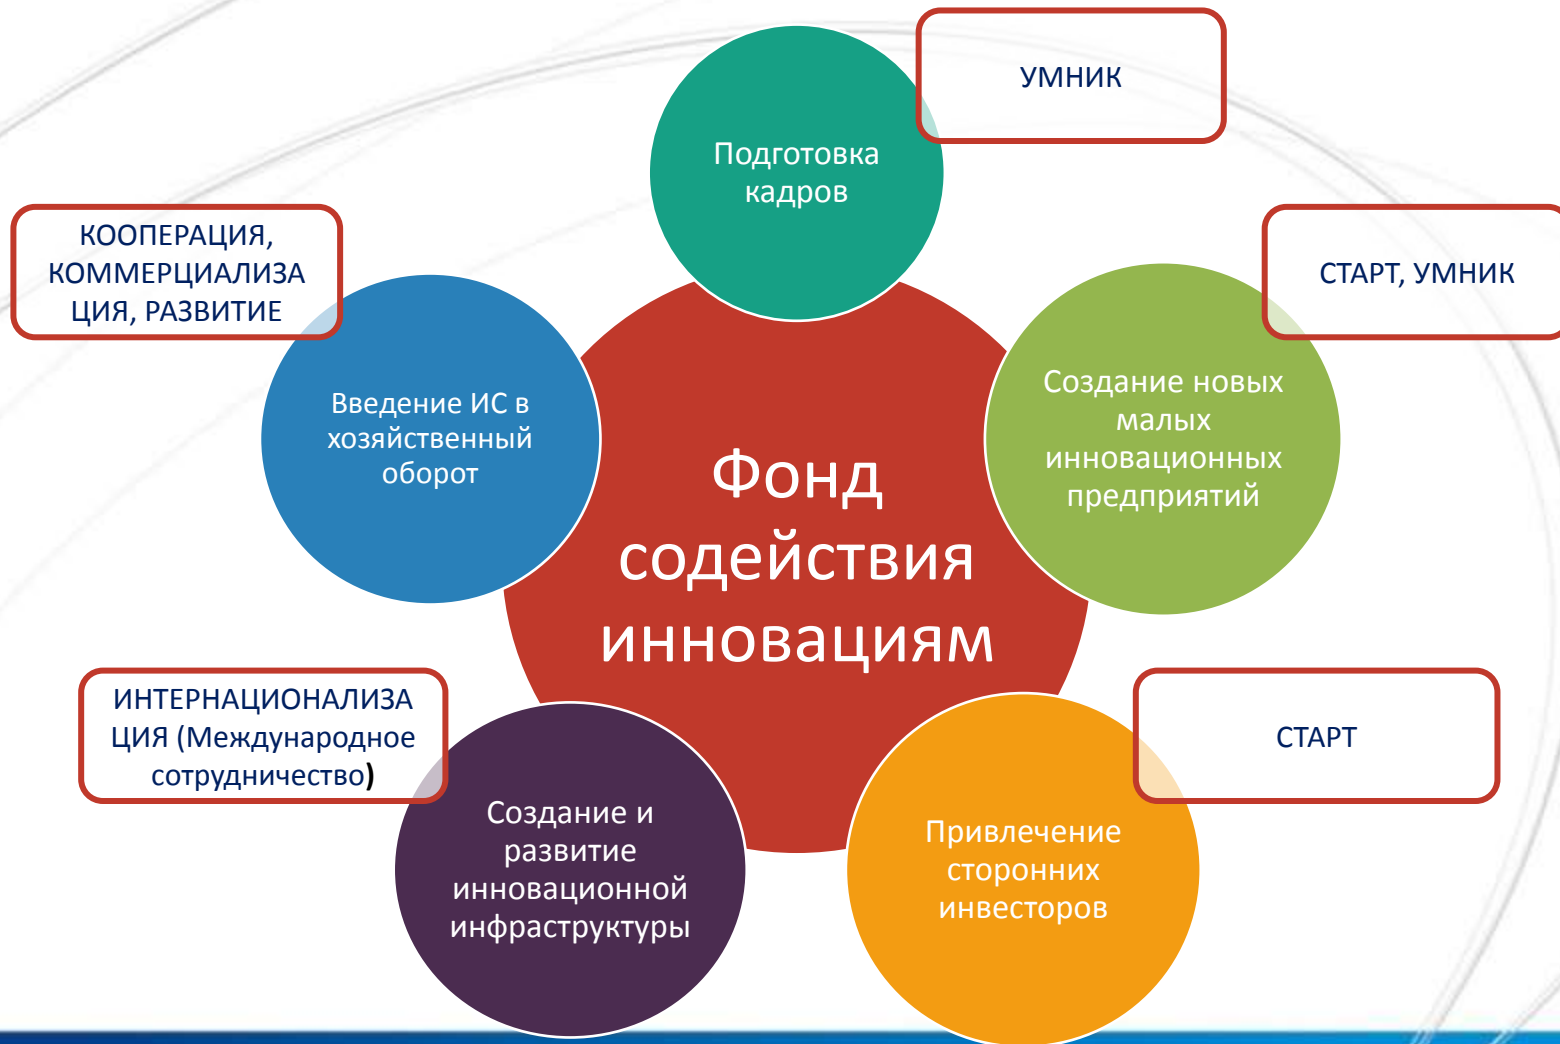 УМНИК
Подготовка
кадров
КООПЕРАЦИЯ,
КОММЕРЦИАЛИЗА
ЦИЯ, РАЗВИТИЕ
СТАРТ, УМНИК
Введение ИС в
хозяйственный
оборот
Создание новых
малых
инновационных
предприятий
Фонд
содействия
инновациям
ИНТЕРНАЦИОНАЛИЗА
ЦИЯ (Международное
сотрудничество)
СТАРТ
Создание и
развитие
инновационной
инфраструктуры
Привлечение
сторонних
инвесторов